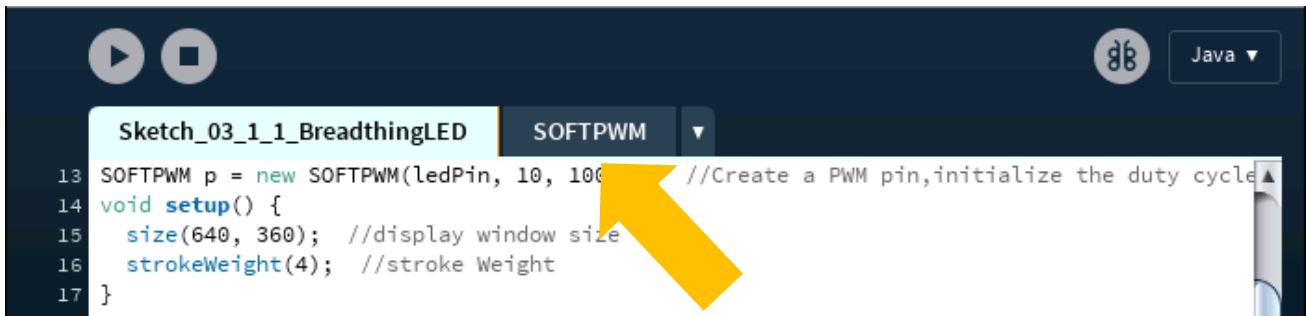 Java ▼
Sketch_03_1_1_BreadthingLED SOFTPWM ▼
13 SOFTPWM p = new SOFTPWM(ledPin, 10, 100 //Create a PWM pin,initialize the duty cycle
14 void setup() {
15 size(640, 360); //display window size
16 strokeWeight(4); //stroke Weight
17 }